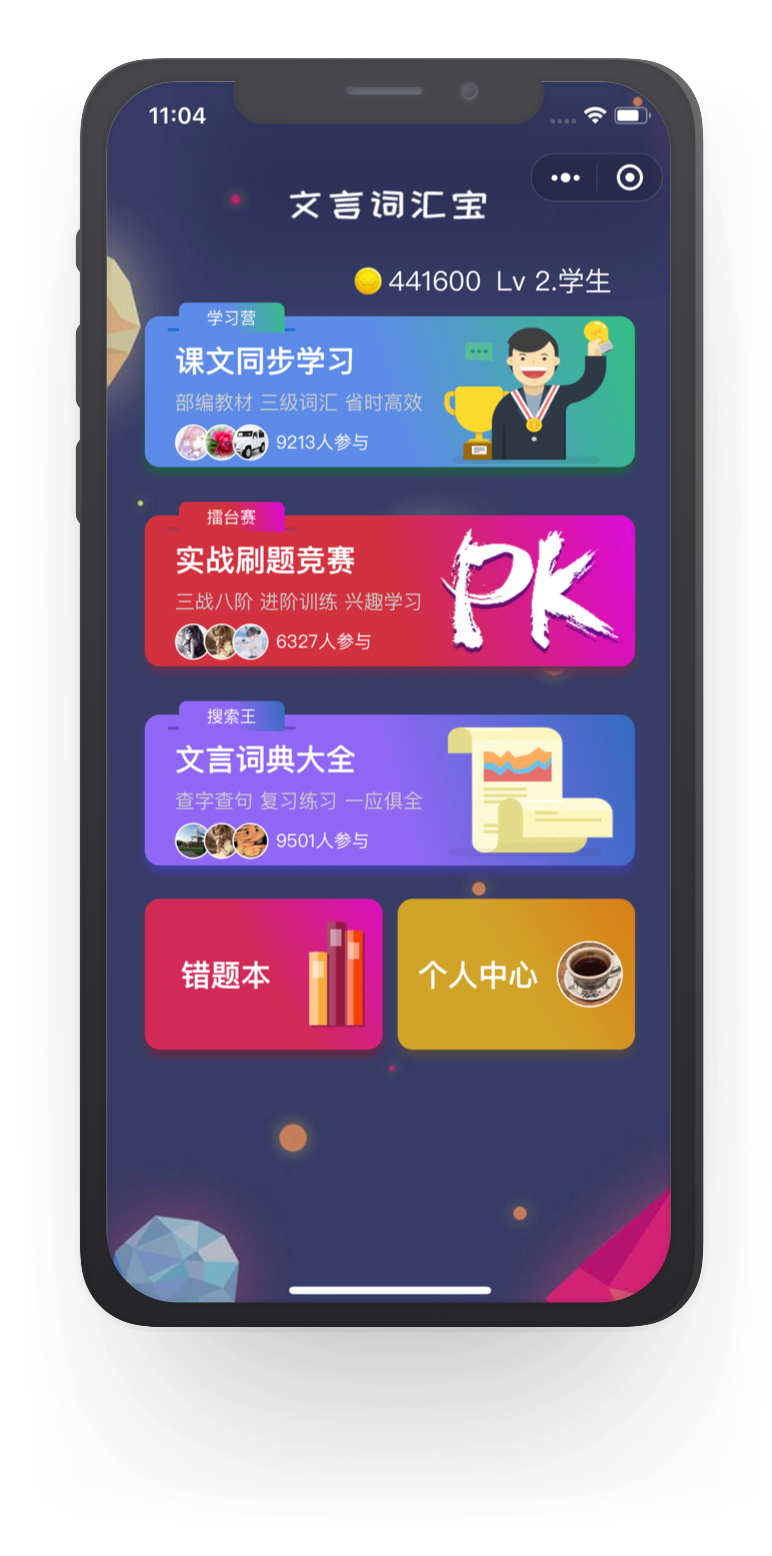 11:04
文言词汇宝
441600 Lv 2.学生
学习营
课文同步学习
部编教材 三级词汇 省时高效
9213人参与
擂台赛
实战刷题竞赛
三战八阶 进阶训练 兴趣学习
6327人参与
PK
搜索王
文言词典大全
查字查句 复习练习 一应俱全
9501人参与
错题本
个人中心